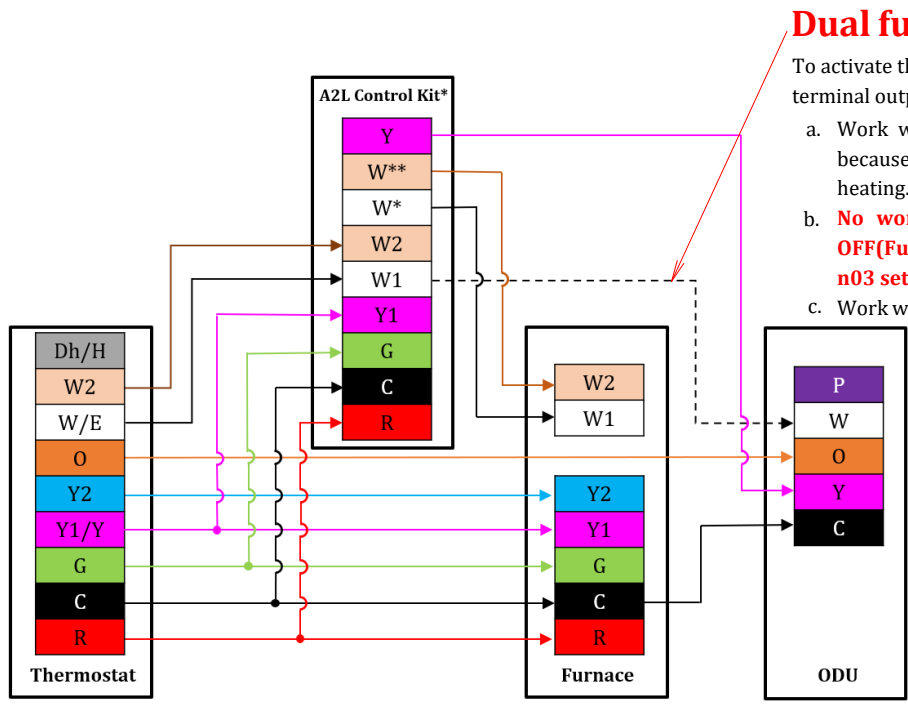 Dual fu
To activate th
terminal outp
a. Work w
because
heating.
b. No wor
OFF(Fu
n03 set
c. Work w
A2L Control Kit*
Y
W**
W*
W2
W1
Y1
G
C
R
Dh/H
W2
W/E
O
Y2
Y1/Y
G
C
R
Thermostat
W2
W1
Y2
Y1
G
C
R
Furnace
P
W
O
Y
C
ODU